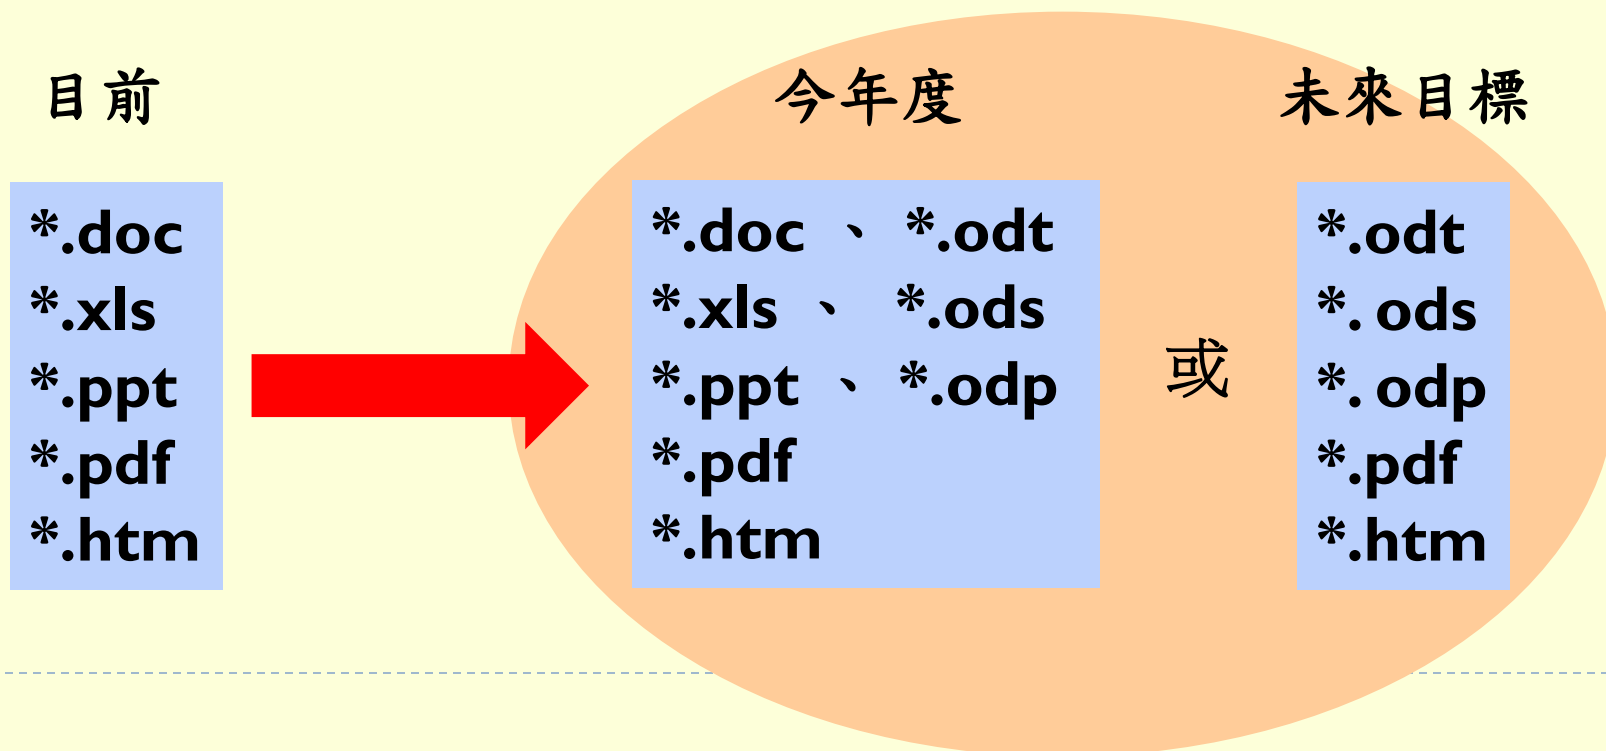 目前
*.doc
*.xls
*.ppt
*.pdf
*.htm
今年度
*.doc 、 *.odt
*.xls 、 *.ods
*.ppt 、 *.odp
*.pdf
*.htm
或
未來目標
*.odt
*. ods
*. odp
*.pdf
*.htm